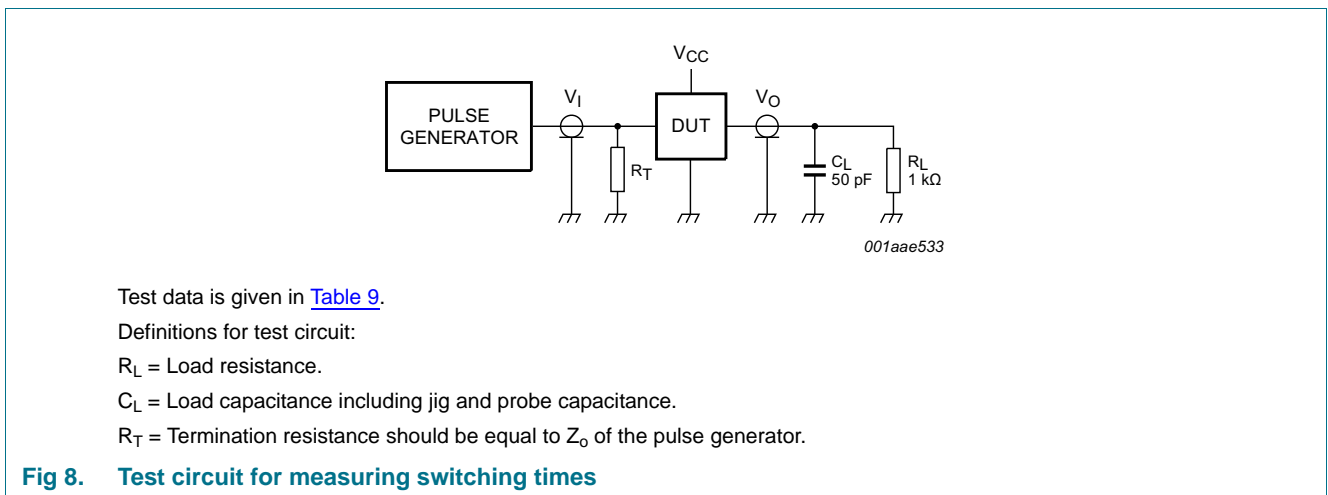 VCC
PULSE
GENERATOR
VI
RT
DUT
VO
CL
50 pF
RL
1 kΩ
001aae533
Test data is given in Table 9.
Definitions for test circuit:
RL = Load resistance.
CL = Load capacitance including jig and probe capacitance.
RT = Termination resistance should be equal to Zo of the pulse generator.
Fig 8. Test circuit for measuring switching times